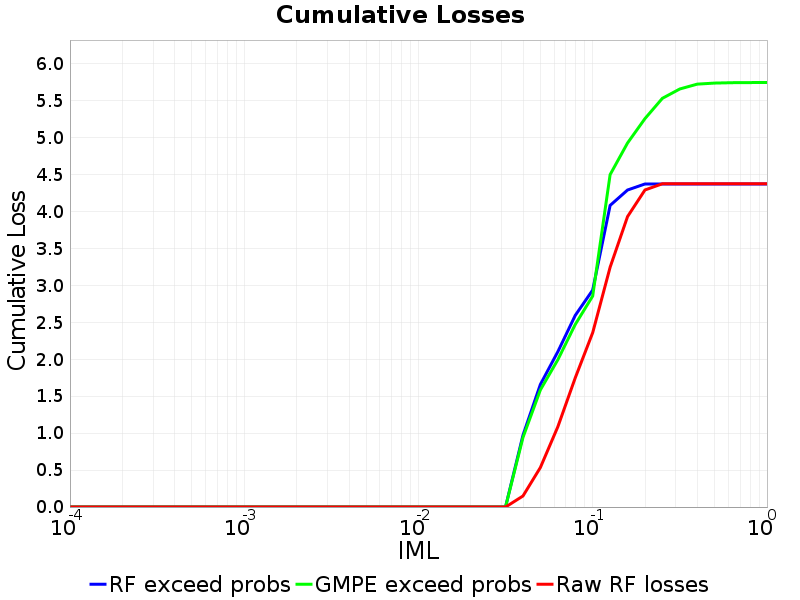 Cumulative Losses
Cumulative Loss
6.0
5.5
5.0
4.5
4.0
3.5
3.0
2.5
2.0
1.5
1.0
0.5
0.0
10^-4 10^-3 10^-2 10^-1 10^0
IML
RF exceed probs GMPE exceed probs Raw RF losses